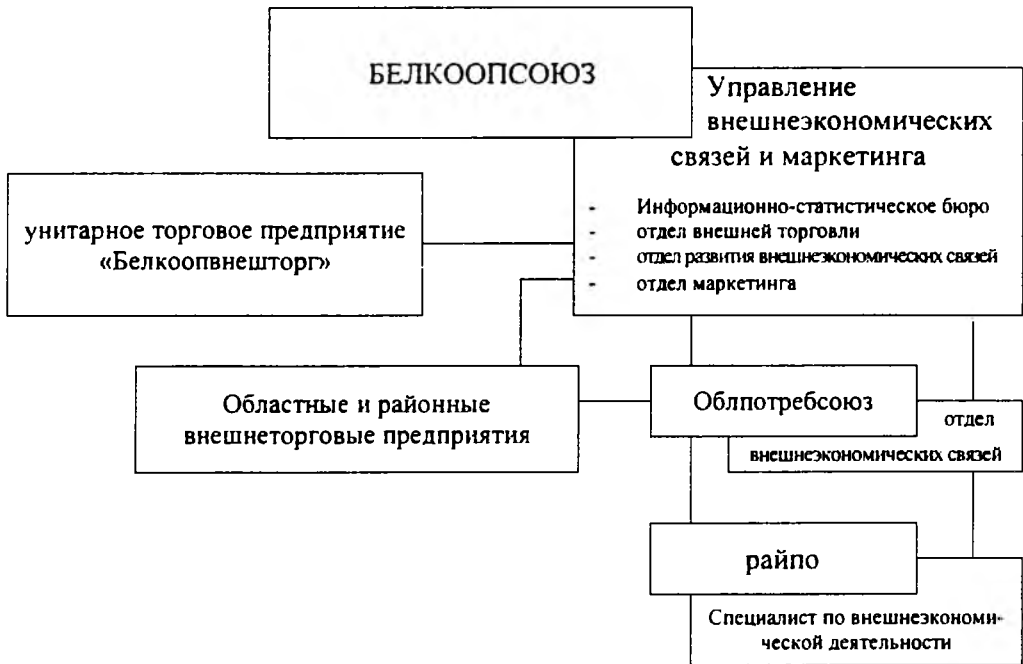 БЕЛКООПСОЮЗ
Управление
внешнеэкономических
связей и маркетинга
- Информационно-статистическое бюро
- отдел внешней торговли
- отдел развития внешнеэкономических связей
- отдел маркетинга
унитарное торговое предприятие
«Белкоопвнешторг»
Областные и районные
внешнеторговые предприятия
Облпотребсоюз
отдел
внешнеэкономических связей
райпо
Специалист по внешнеэкономи-
ческой деятельности